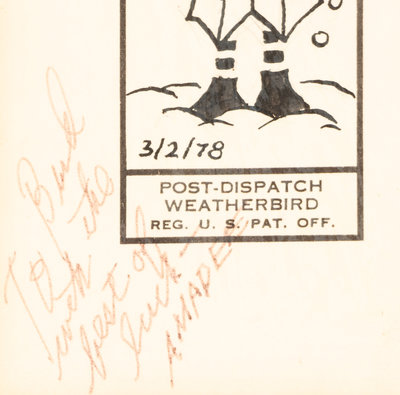 3/2/78
POST-DISPATCH
WEATHERBIRD
REG. U. S. PAT. OFF.
To Bud
with the
best of
luck—
AMADEE